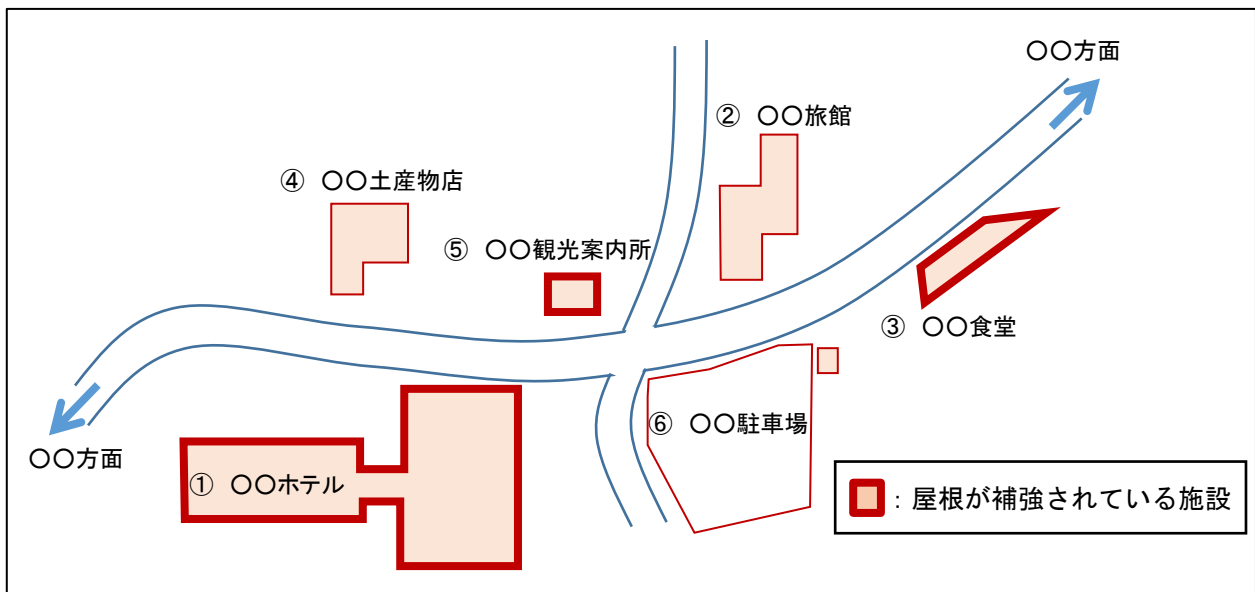 〇〇方面
② 〇〇旅館
④ 〇〇土産物店
⑤ 〇〇観光案内所
③ 〇〇食堂
⑥ 〇〇駐車場
〇〇方面
① 〇〇ホテル
：屋根が補強されている施設